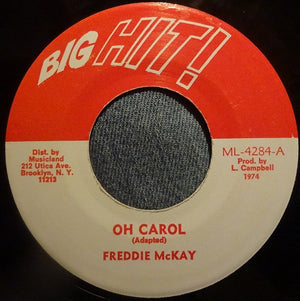 BIG HIT!
Dist. by
Musicland
212 Utica Ave.
Brooklyn, N. Y.
11213
ML-4284-A
Prod. by
L. Campbell
1974
OH CAROL
(Adapted)
FREDDIE McKAY